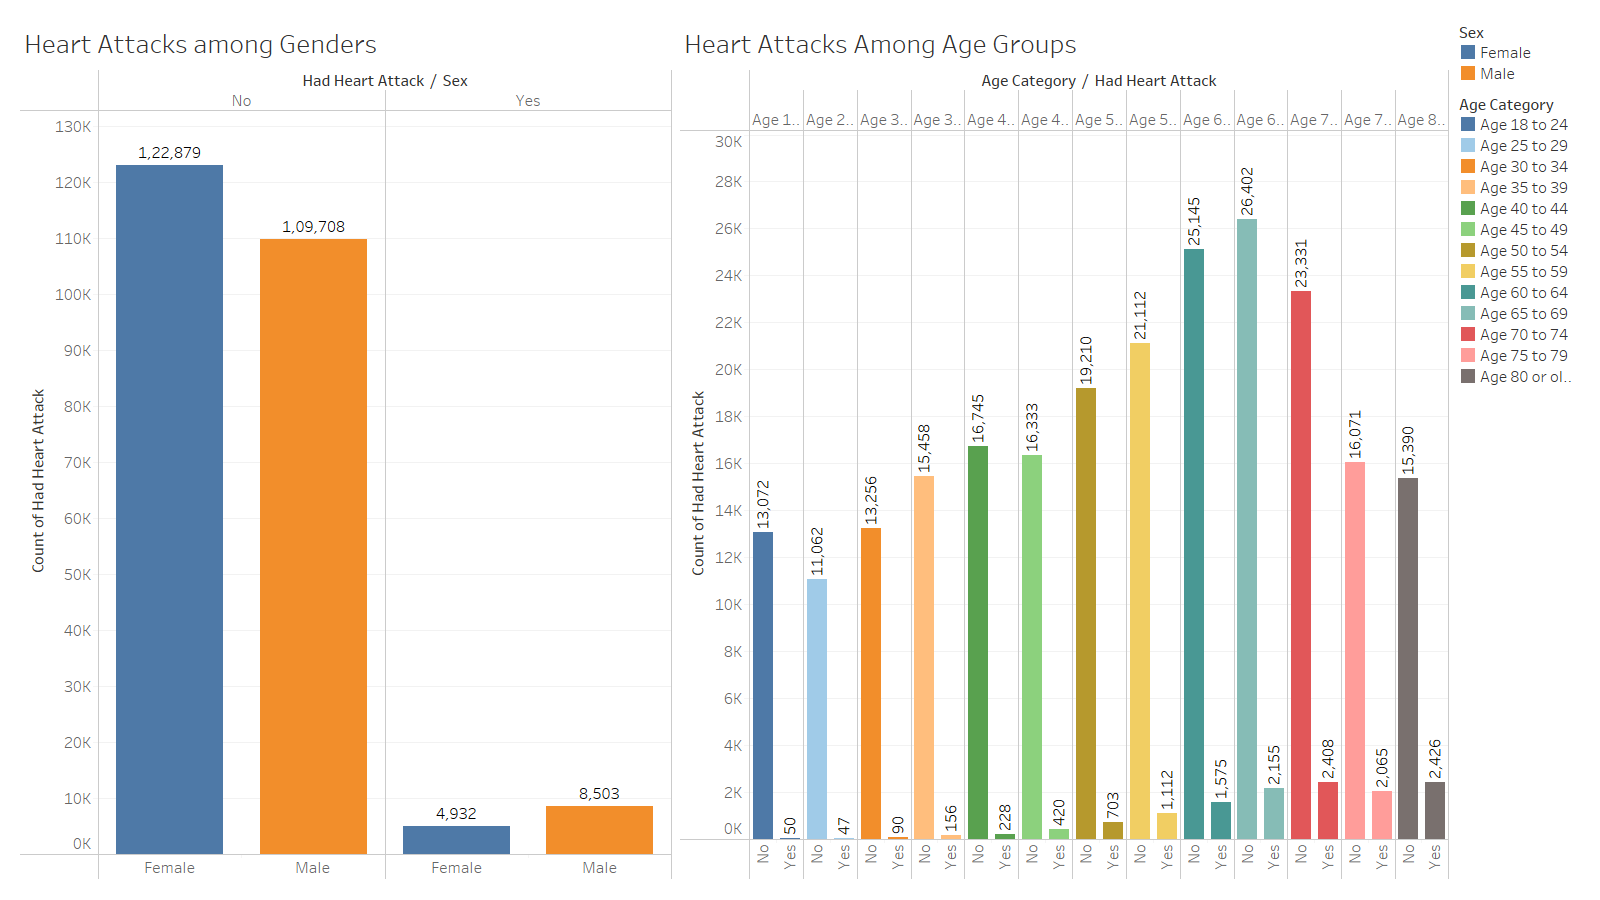 Heart Attacks among Genders
Had Heart Attack / Sex
No
Yes
Count of Had Heart Attack
130K
120K
110K
100K
90K
80K
70K
60K
50K
40K
30K
20K
10K
0K
1,22,879
1,09,708
4,932
8,503
Female
Male
Female
Male
Heart Attacks Among Age Groups
Age Category / Had Heart Attack
Age 1.. Age 2.. Age 3.. Age 3.. Age 4.. Age 4.. Age 5.. Age 5.. Age 6.. Age 6.. Age 7.. Age 7.. Age 8..
Count of Had Heart Attack
30K
28K
26K
24K
22K
20K
18K
16K
14K
12K
10K
8K
6K
4K
2K
0K
13,072
50
11,062
47
13,256
90
15,458
156
16,745
228
16,333
420
19,210
703
21,112
1,112
25,145
1,575
26,402
2,155
23,331
2,408
16,071
2,065
15,390
2,426
No Yes No Yes No Yes No Yes No Yes No Yes No Yes No Yes No Yes No Yes No Yes No Yes No Yes
Sex
Female
Male
Age Category
Age 18 to 24
Age 25 to 29
Age 30 to 34
Age 35 to 39
Age 40 to 44
Age 45 to 49
Age 50 to 54
Age 55 to 59
Age 60 to 64
Age 65 to 69
Age 70 to 74
Age 75 to 79
Age 80 or ol..